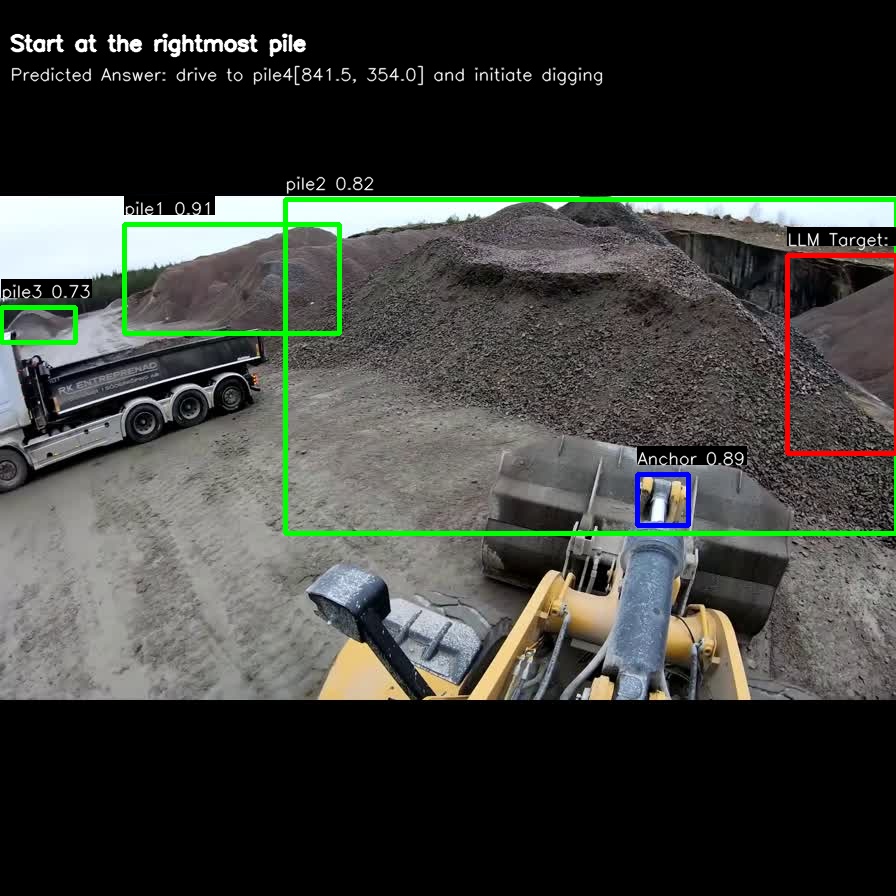 Start at the rightmost pile
Predicted Answer: drive to pile4[841.5, 354.0] and initiate digging
pile2 0.82
pile1 0.91
LLM Target:
pile3 0.73
RK ENTREPRENAD
Anchor 0.89